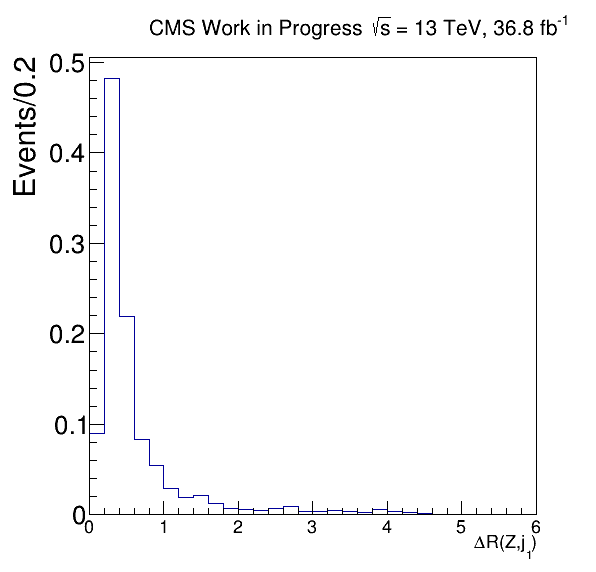 CMS Work in Progress √s = 13 TeV, 36.8 fb⁻¹
Events/0.2
0.5
0.4
0.3
0.2
0.1
0
0 1 2 3 4 5 6
ΔR(Z,j₁)